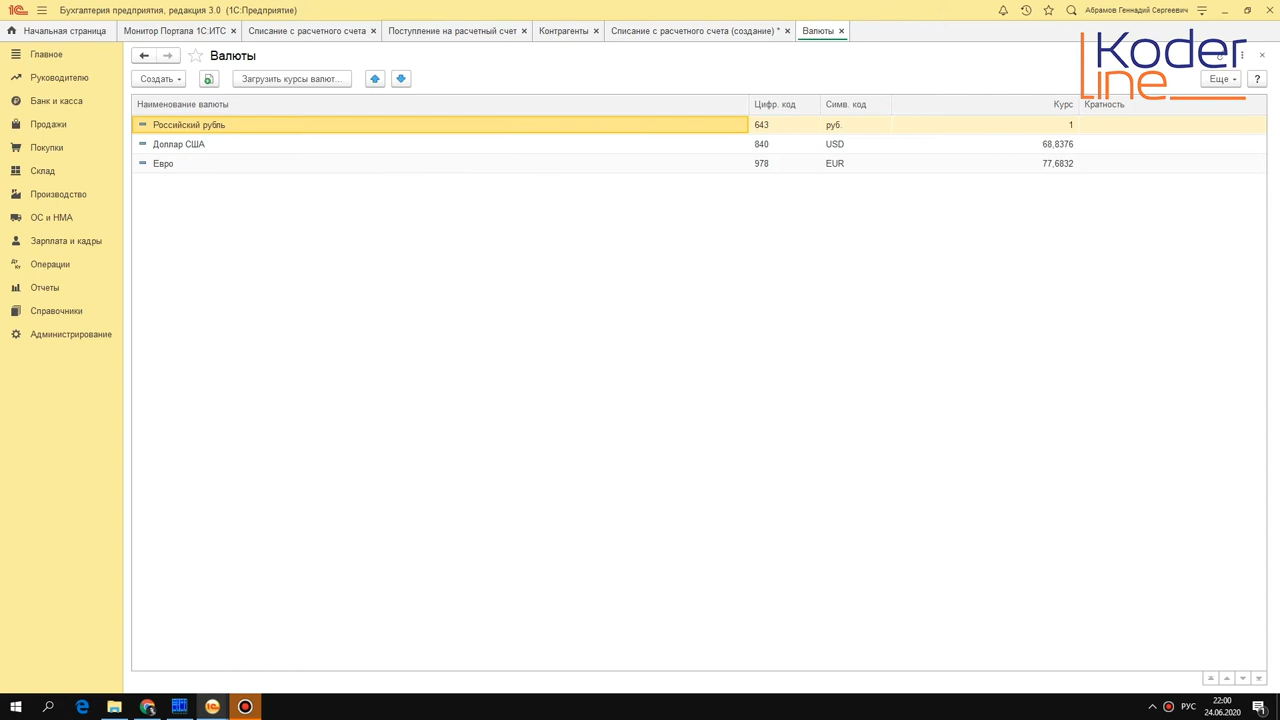 1С Бухгалтерия предприятия, редакция 3.0 (1С:Предприятие) Абрамов Геннадий Сергеевич
Начальная страница Монитор Портала 1С:ИТС × Списание с расчетного счета × Поступление на расчетный счет × Контрагенты × Списание с расчетного счета (создание) * × Валюты ×
Koder
line
Главное
Руководителю
Банк и касса
Продажи
Покупки
Склад
Производство
ОС и НМА
Зарплата и кадры
Дт Кт Операции
Отчеты
Справочники
Администрирование
Валюты
Создать Загрузить курсы валют... Еще ?
Наименование валюты Цифр. код Симв. код Курс Кратность
Российский рубль 643 руб. 1
Доллар США 840 USD 68,8376
Евро 978 EUR 77,6832
22:00
РУС 24.06.2020 1